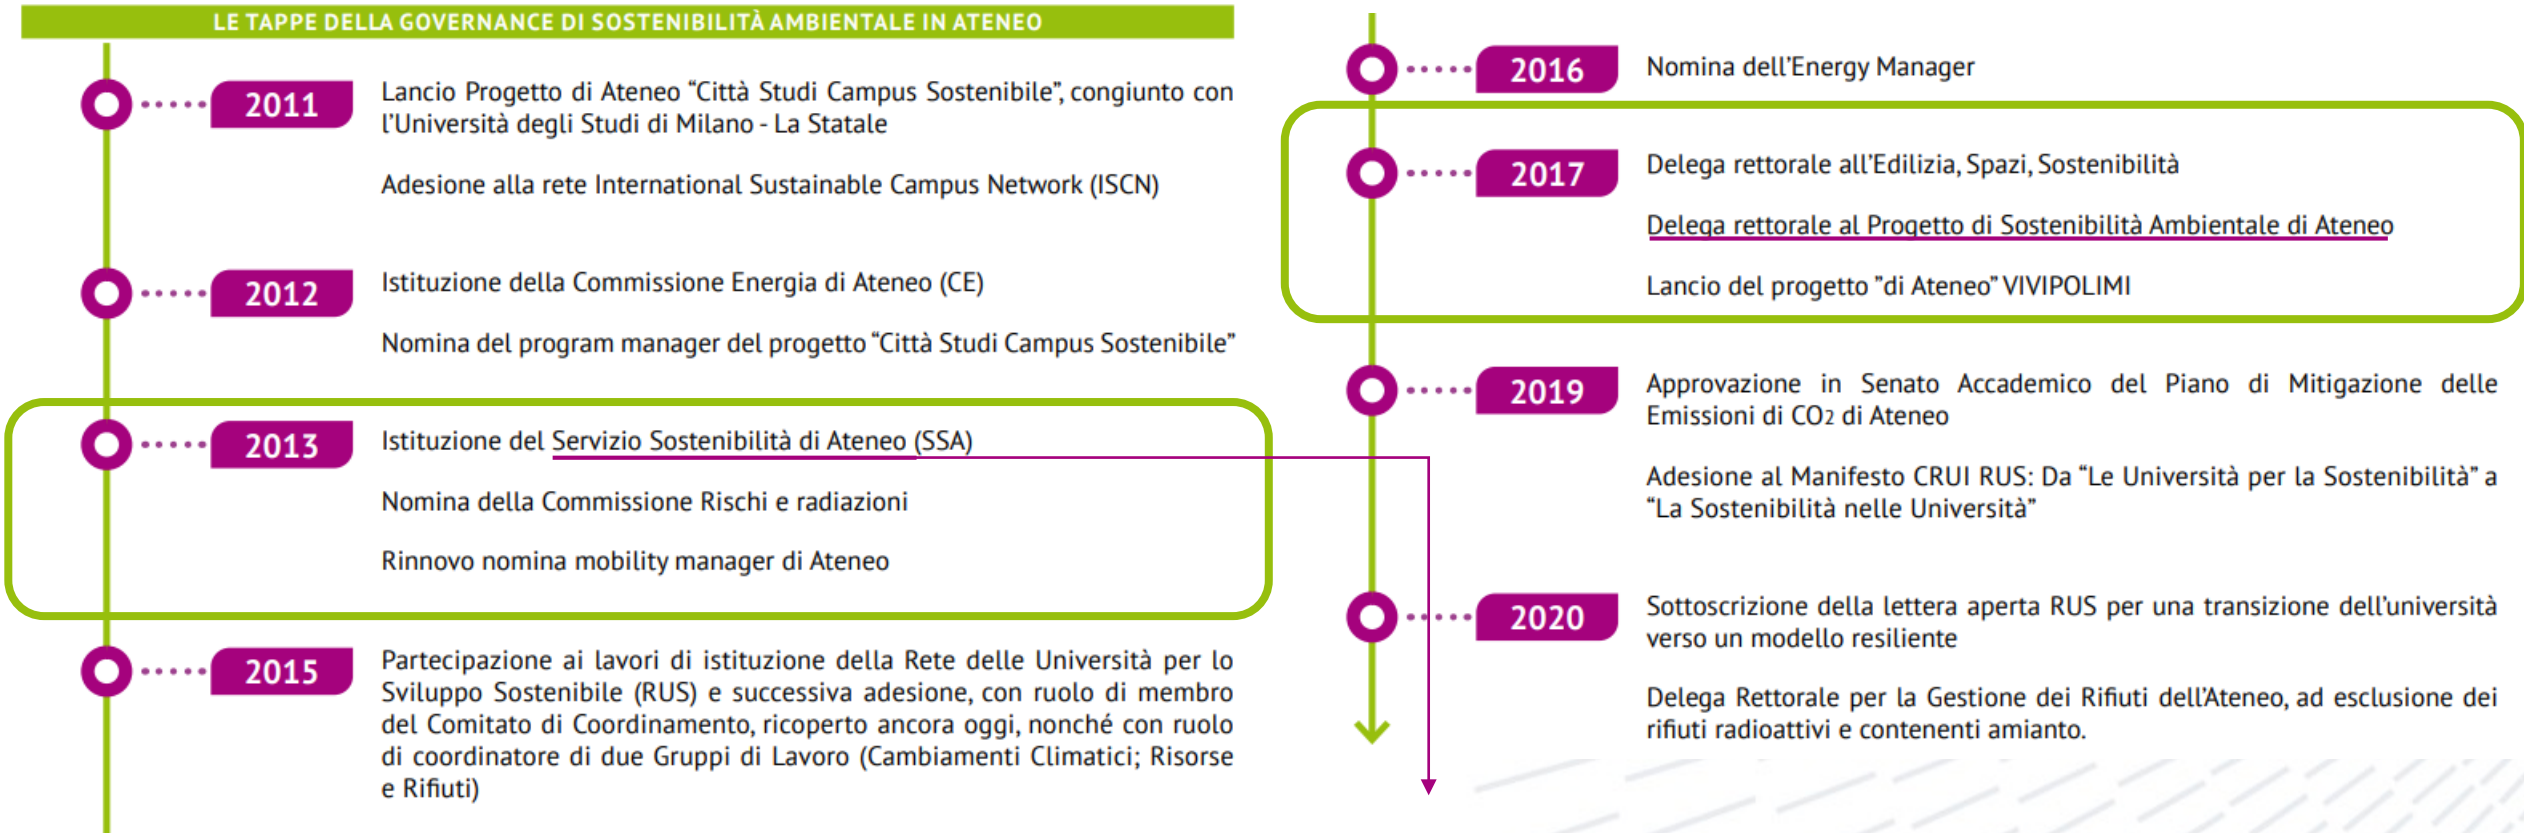 LE TAPPE DELLA GOVERNANCE DI SOSTENIBILITÀ AMBIENTALE IN ATENEO
2011
Lancio Progetto di Ateneo “Città Studi Campus Sostenibile”, congiunto con
l’Università degli Studi di Milano - La Statale
Adesione alla rete International Sustainable Campus Network (ISCN)
2012
Istituzione della Commissione Energia di Ateneo (CE)
Nomina del program manager del progetto “Città Studi Campus Sostenibile”
2013
Istituzione del Servizio Sostenibilità di Ateneo (SSA)
Nomina della Commissione Rischi e radiazioni
Rinnovo nomina mobility manager di Ateneo
2015
Partecipazione ai lavori di istituzione della Rete delle Università per lo
Sviluppo Sostenibile (RUS) e successiva adesione, con ruolo di membro
del Comitato di Coordinamento, ricoperto ancora oggi, nonché con ruolo
di coordinatore di due Gruppi di Lavoro (Cambiamenti Climatici; Risorse
e Rifiuti)
2016
Nomina dell’Energy Manager
2017
Delega rettorale all’Edilizia, Spazi, Sostenibilità
Delega rettorale al Progetto di Sostenibilità Ambientale di Ateneo
Lancio del progetto ”di Ateneo” VIVIPOLIMI
2019
Approvazione in Senato Accademico del Piano di Mitigazione delle
Emissioni di CO2 di Ateneo
Adesione al Manifesto CRUI RUS: Da “Le Università per la Sostenibilità” a
“La Sostenibilità nelle Università”
2020
Sottoscrizione della lettera aperta RUS per una transizione dell’università
verso un modello resiliente
Delega Rettorale per la Gestione dei Rifiuti dell’Ateneo, ad esclusione dei
rifiuti radioattivi e contenenti amianto.